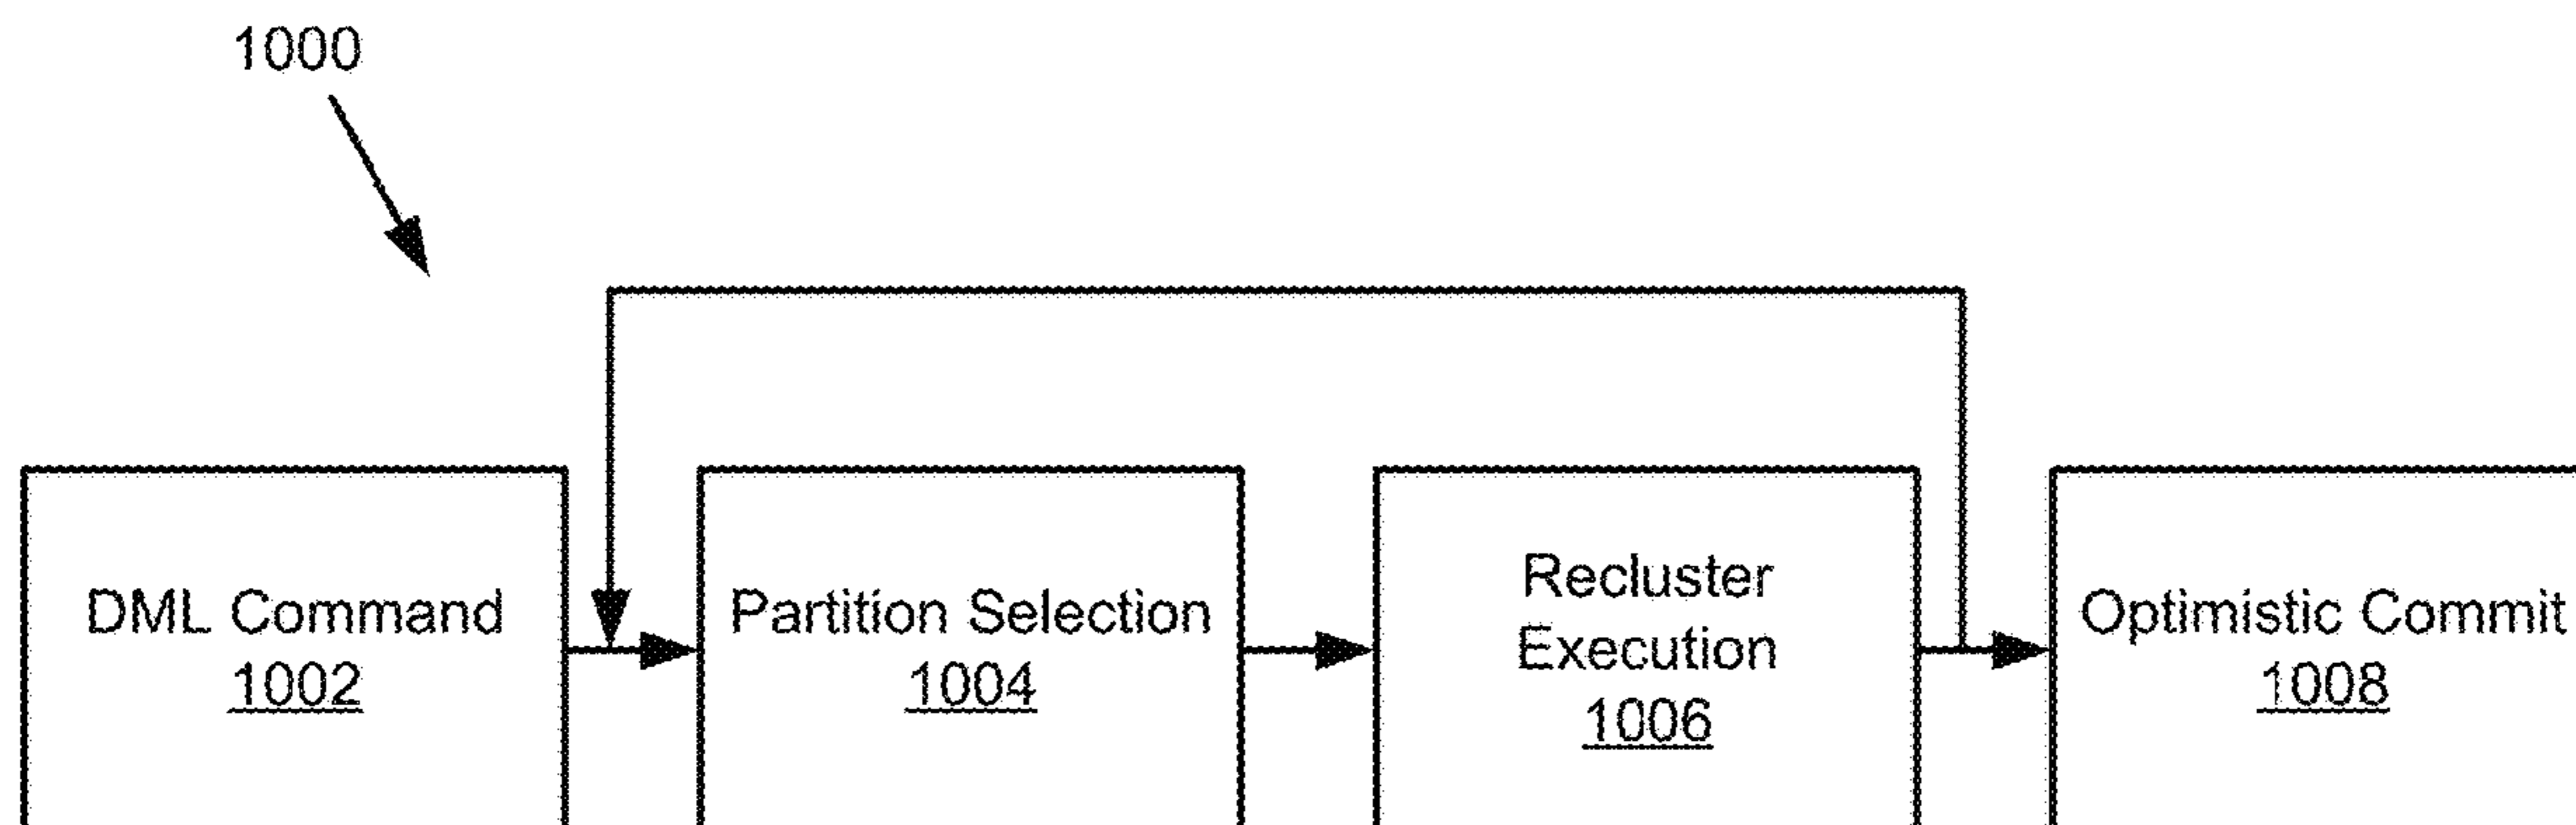 1000
DML Command
1002
Partition Selection
1004
Recluster
Execution
1006
Optimistic Commit
1008